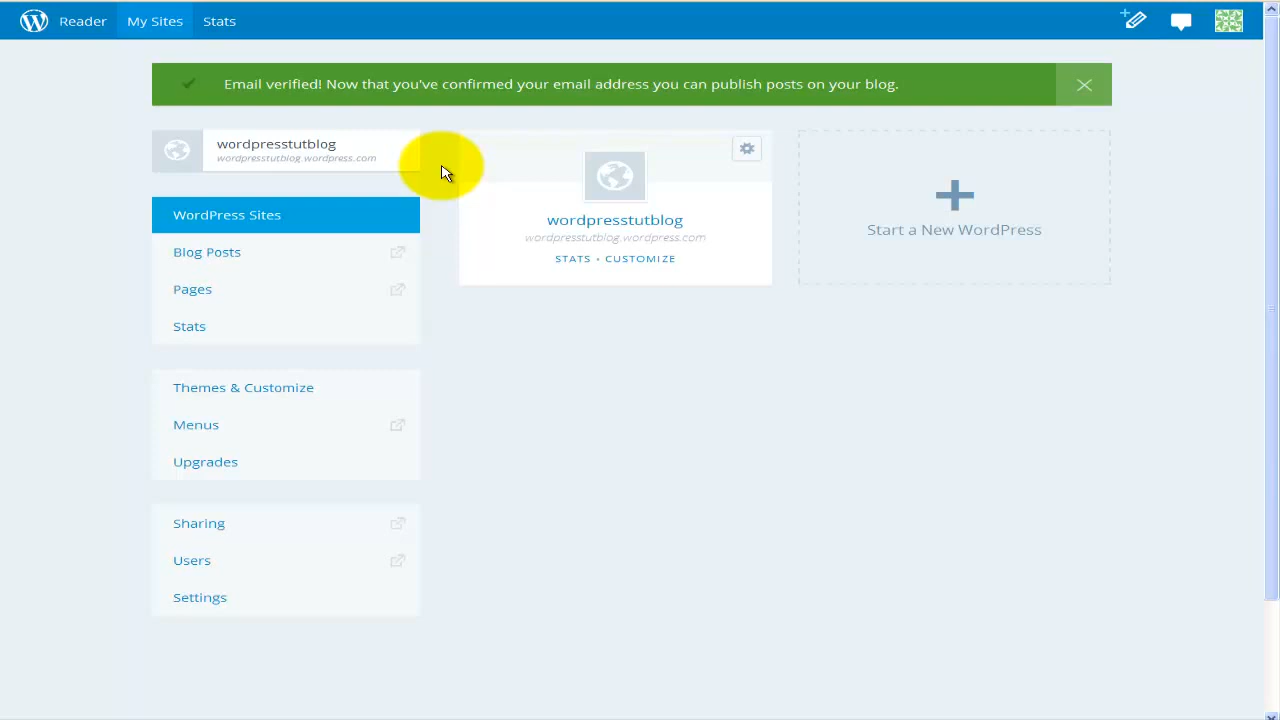 Reader
My Sites
Stats
Email verified! Now that you've confirmed your email address you can publish posts on your blog.
wordpresstutblog
wordpresstutblog.wordpress.com
WordPress Sites
Blog Posts
Pages
Stats
Themes & Customize
Menus
Upgrades
Sharing
Users
Settings
wordpresstutblog
wordpresstutblog.wordpress.com
STATS • CUSTOMIZE
Start a New WordPress